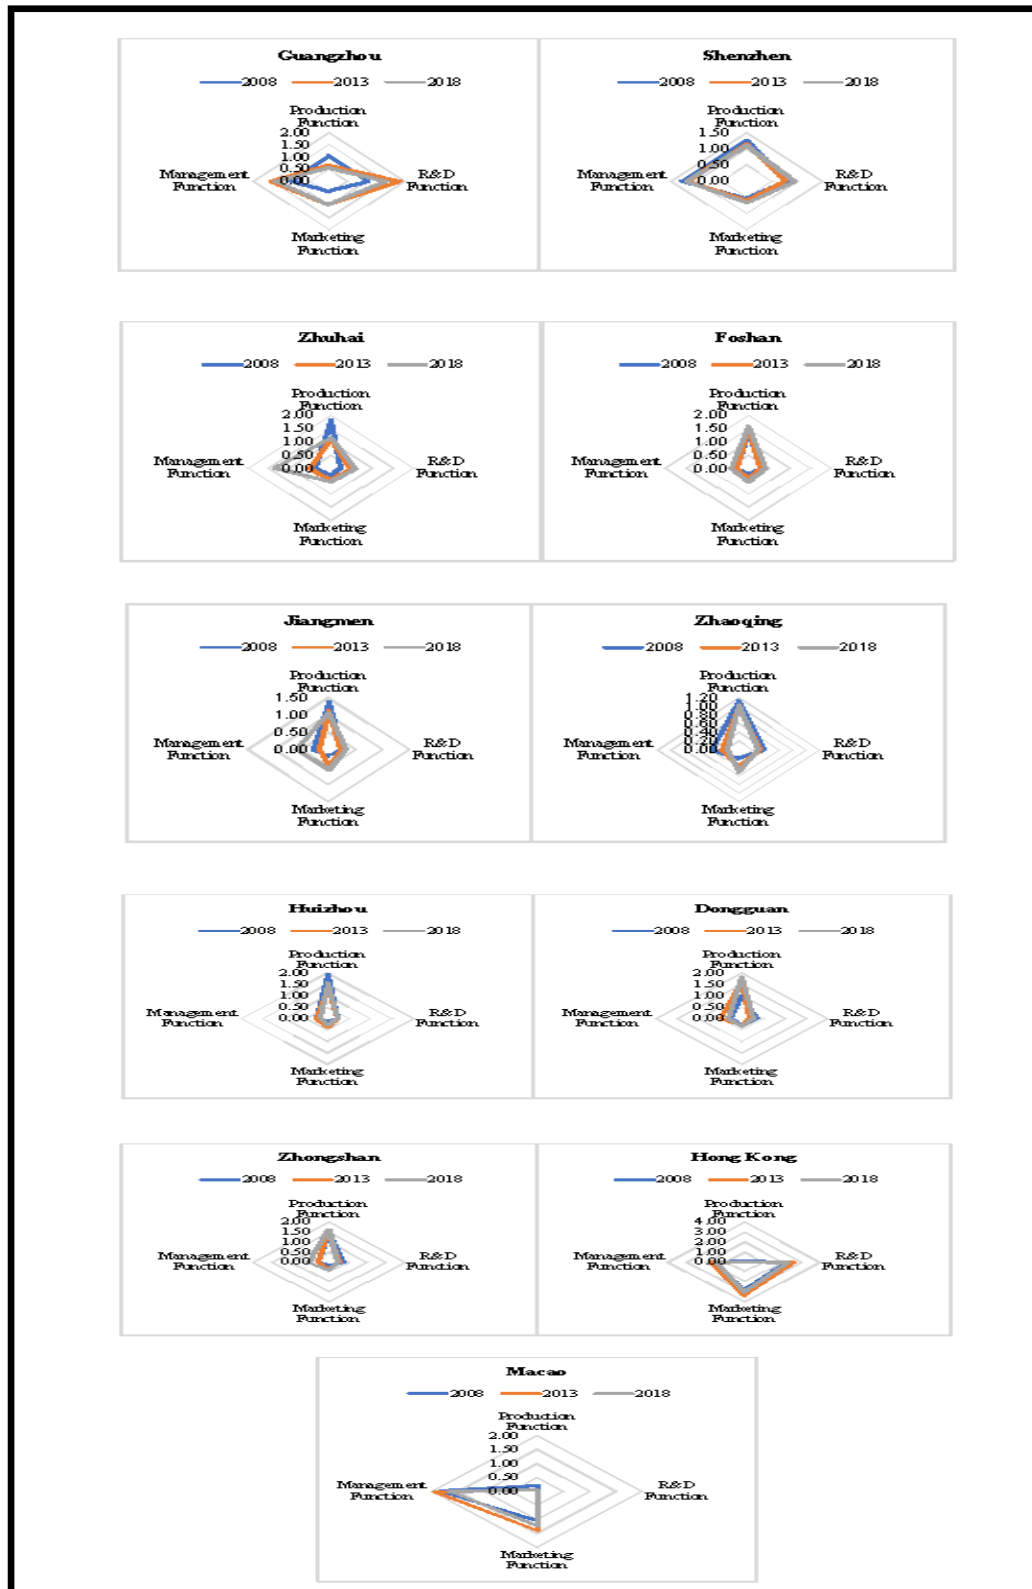 Guangzhou
2008 2013 2018
Production
Function
2.00
1.50
1.00
0.50
0.00
Management
Function
R&D
Function
Marketing
Function
Shenzhen
2008 2013 2018
Production
Function
1.50
1.00
0.50
0.00
Management
Function
R&D
Function
Marketing
Function
Zhuhai
2008 2013 2018
Production
Function
2.00
1.50
1.00
0.50
0.00
Management
Function
R&D
Function
Marketing
Function
Foshan
2008 2013 2018
Production
Function
2.00
1.50
1.00
0.50
0.00
Management
Function
R&D
Function
Marketing
Function
Jiangmen
2008 2013 2018
Production
Function
1.50
1.00
0.50
0.00
Management
Function
R&D
Function
Marketing
Function
Zhaoqing
2008 2013 2018
Production
Function
1.20
1.00
0.80
0.60
0.40
0.20
0.00
Management
Function
R&D
Function
Marketing
Function
Huizhou
2008 2013 2018
Production
Function
2.00
1.50
1.00
0.50
0.00
Management
Function
R&D
Function
Marketing
Function
Dongguan
2008 2013 2018
Production
Function
2.00
1.50
1.00
0.50
0.00
Management
Function
R&D
Function
Marketing
Function
Zhongshan
2008 2013 2018
Production
Function
2.00
1.50
1.00
0.50
0.00
Management
Function
R&D
Function
Marketing
Function
Hong Kong
2008 2013 2018
Production
Function
4.00
3.00
2.00
1.00
0.00
Management
Function
R&D
Function
Marketing
Function
Macao
2008 2013 2018
Production
Function
2.00
1.50
1.00
0.50
0.00
Management
Function
R&D
Function
Marketing
Function